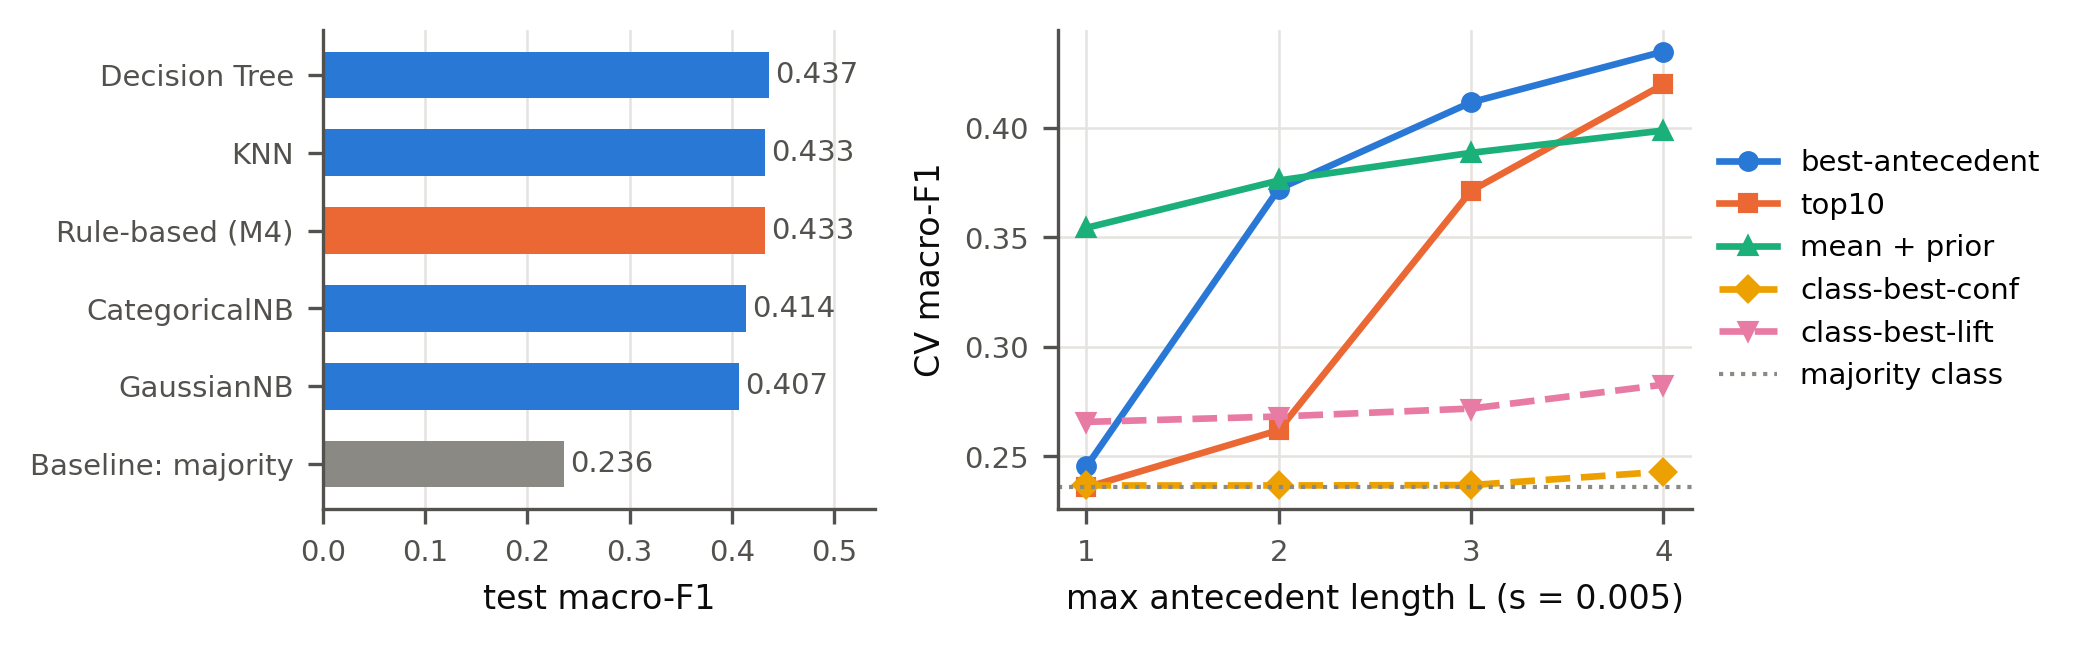 Decision Tree
0.437
KNN
0.433
Rule-based (M4)
0.433
CategoricalNB
0.414
GaussianNB
0.407
Baseline: majority
0.236
0.0 0.1 0.2 0.3 0.4 0.5
test macro-F1
CV macro-F1
0.40
0.35
0.30
0.25
1 2 3 4
max antecedent length L (s = 0.005)
best-antecedent
top10
mean + prior
class-best-conf
class-best-lift
majority class